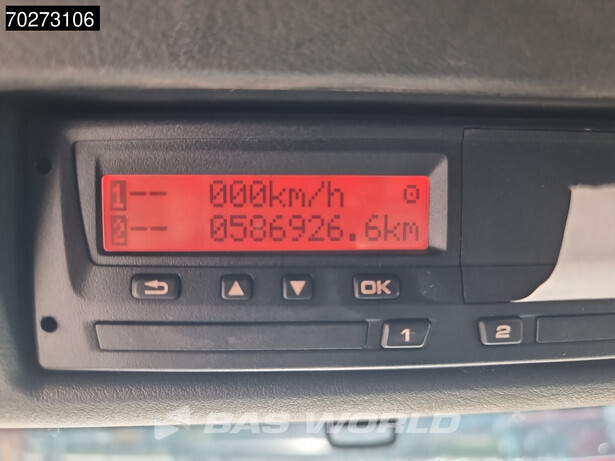 70273106
1-- 000km/h
2-- 0586926.6km
OK
1
2
BAS WORLD